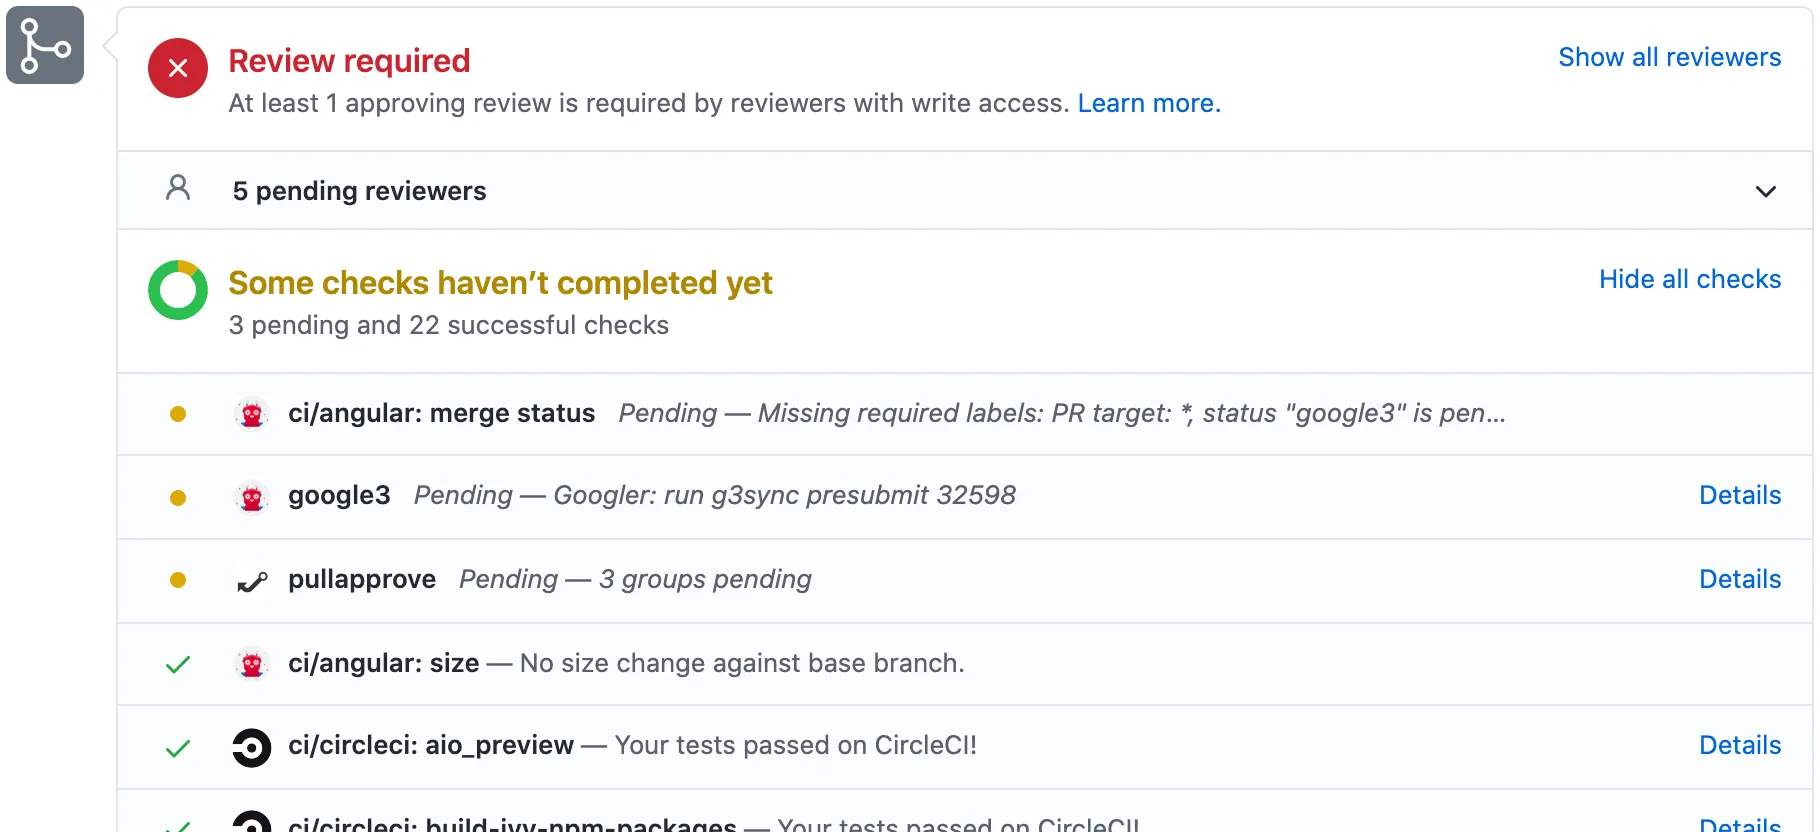 Review required
Show all reviewers
At least 1 approving review is required by reviewers with write access. Learn more.
5 pending reviewers
Some checks haven’t completed yet
Hide all checks
3 pending and 22 successful checks
ci/angular: merge status Pending — Missing required labels: PR target: *, status "google3" is pen...
google3 Pending — Googler: run g3sync presubmit 32598 Details
pullapprove Pending — 3 groups pending Details
ci/angular: size — No size change against base branch.
ci/circleci: aio_preview — Your tests passed on CircleCI! Details
ci/circleci: build-ivy-npm-packages — Your tests passed on CircleCI! Details